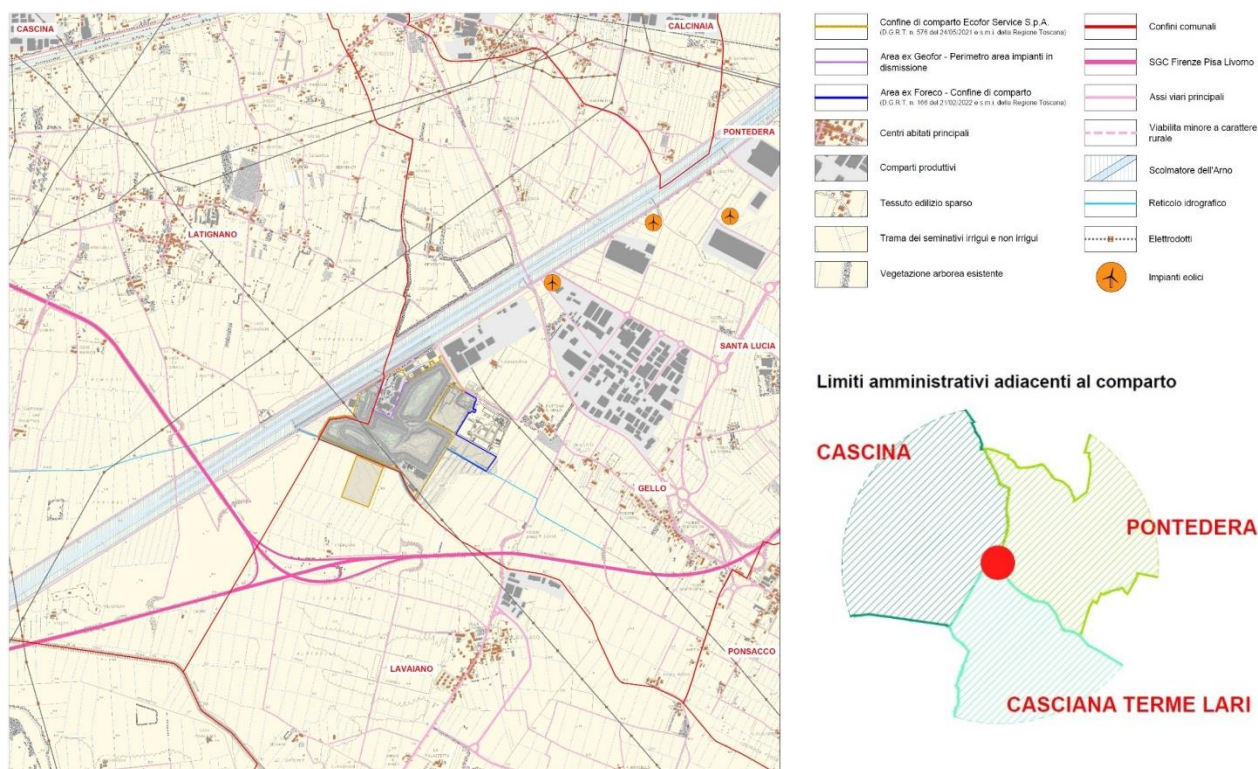 CASCINA
CALCINAIA
PONTEDERA
LATIGNANO
SANTA LUCIA
GELLO
LAVAIANO
PONSACCO
Confine di comparto Ecofor Service S.p.A.
(D.G.R.T. n. 576 del 24/05/2021 e s.m.i. della Regione Toscana)
Area ex Geofor - Perimetro area impianti in
dismissione
Area ex Foreco - Confine di comparto
(D.G.R.T. n. 166 del 21/02/2022 e s.m.i. della Regione Toscana)
Centri abitati principali
Comparti produttivi
Tessuto edilizio sparso
Trama dei seminativi irrigui e non irrigui
Vegetazione arborea esistente
Confini comunali
SGC Firenze Pisa Livorno
Assi viari principali
Viabilita minore a carattere
rurale
Scolmatore dell'Arno
Reticolo idrografico
Elettrodotti
Impianti eolici
Limiti amministrativi adiacenti al comparto
CASCINA
PONTEDERA
CASCIANA TERME LARI